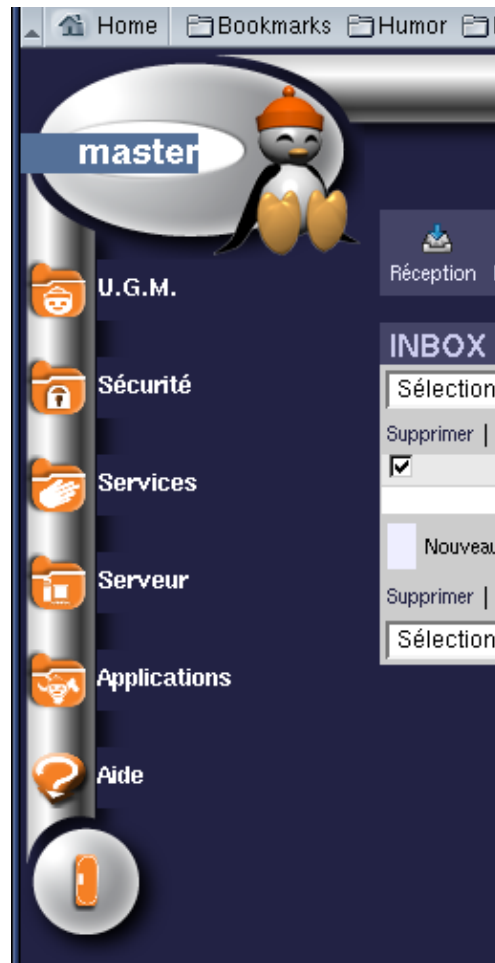 Home Bookmarks Humor
master
Réception
U.G.M.
INBOX
Sécurité
Sélection
Supprimer |
Services
Nouveau
Serveur
Supprimer |
Sélection
Applications
Aide